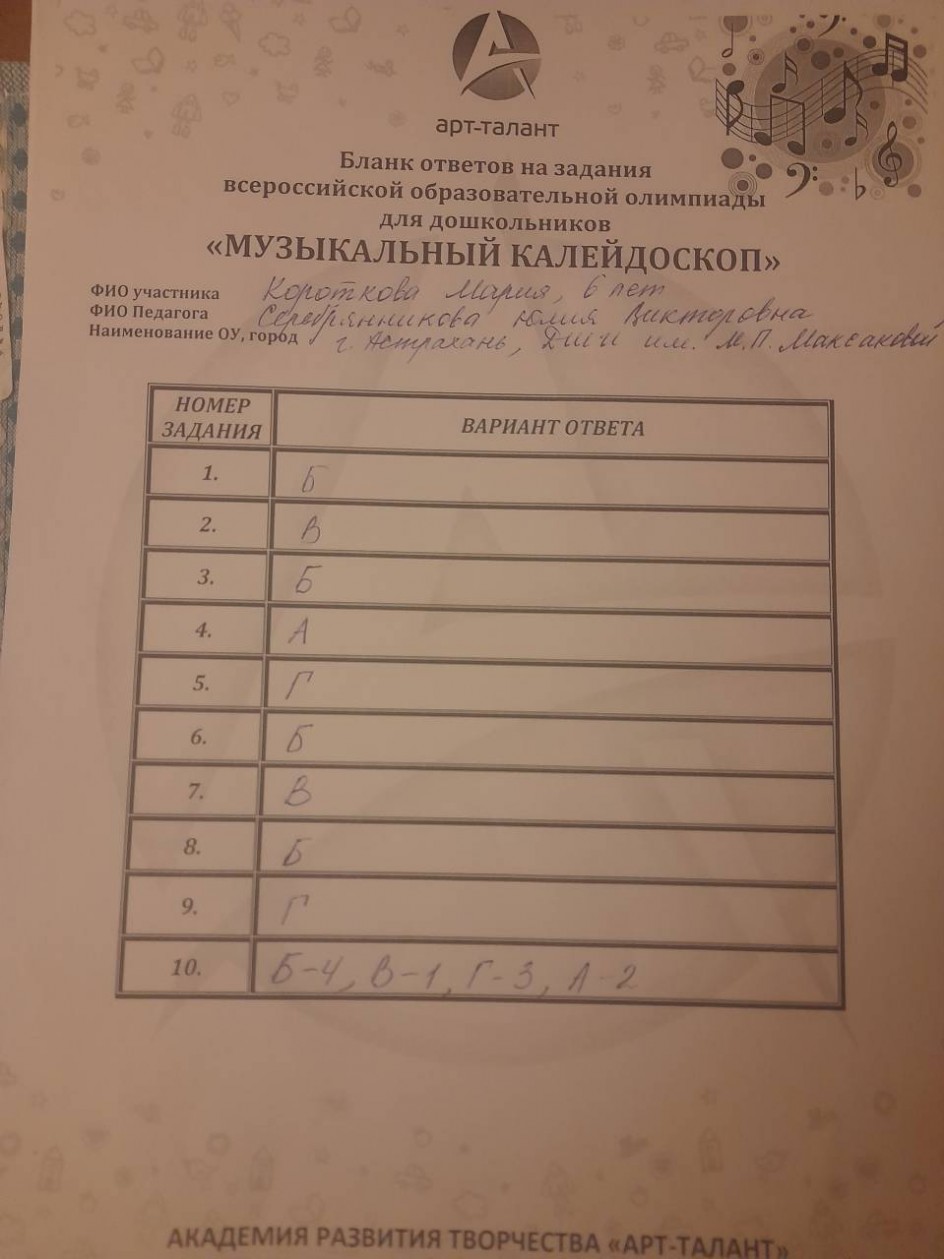 арт-талант
Бланк ответов на задания
всероссийской образовательной олимпиады
для дошкольников
«МУЗЫКАЛЬНЫЙ КАЛЕЙДОСКОП»
ФИО участника Короткова Мария, 6 лет
ФИО Педагога Серебрянникова Юлия Викторовна
Наименование ОУ, город г. Астрахань, ДШИ им. М.П. Максаковой
НОМЕР ЗАДАНИЯ ВАРИАНТ ОТВЕТА
1. Б
2. В
3. Б
4. А
5. Г
6. Б
7. В
8. Б
9. Г
10. Б-4, В-1, Г-3, А-2
АКАДЕМИЯ РАЗВИТИЯ ТВОРЧЕСТВА «АРТ-ТАЛАНТ»